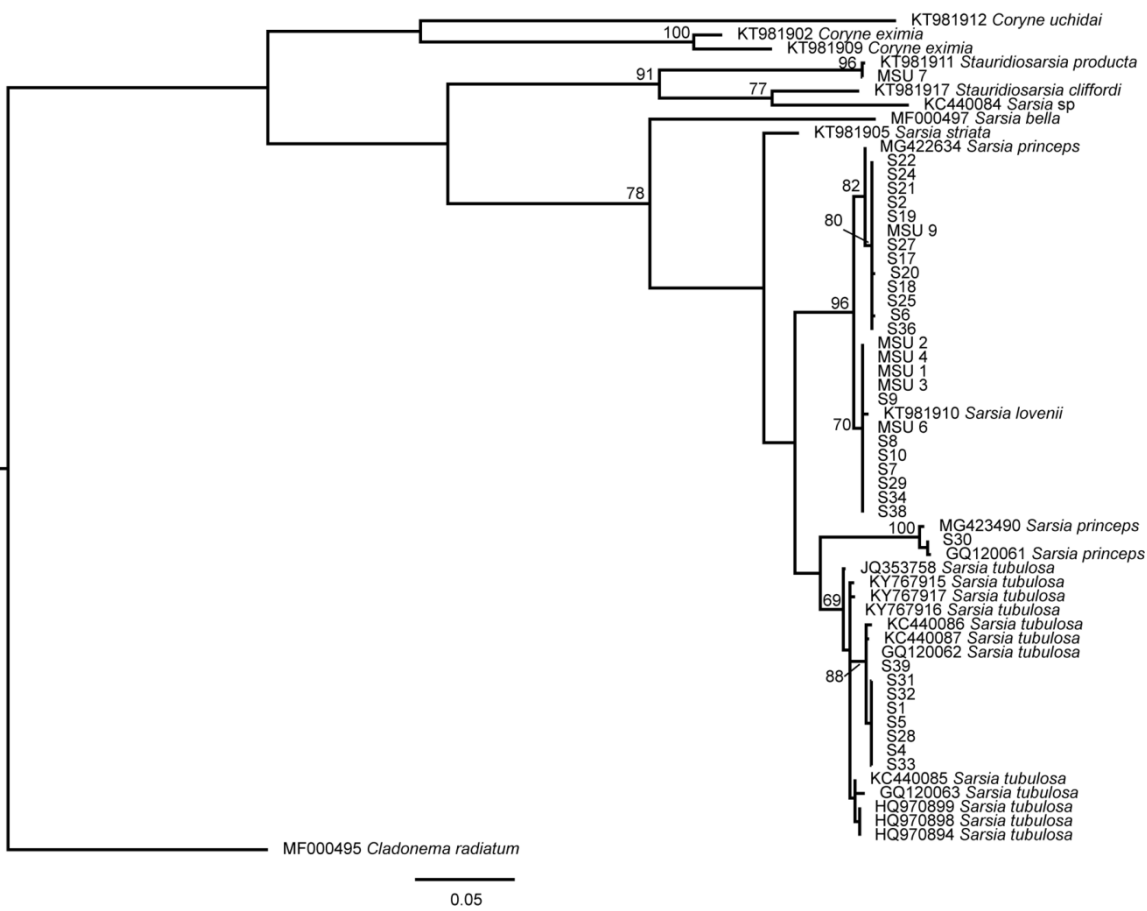 KT981912 Coryne uchidai
100
KT981902 Coryne eximia
KT981909 Coryne eximia
96
KT981911 Stauridiosarsia producta
91
MSU 7
77
KT981917 Stauridiosarsia cliffordi
KC440084 Sarsia sp
MF000497 Sarsia bella
KT981905 Sarsia striata
MG422634 Sarsia princeps
S22
S24
82
78
S21
S2
S19
80
MSU 9
S27
S17
S20
S18
S25
96
S6
S36
MSU 2
MSU 4
MSU 1
MSU 3
S9
KT981910 Sarsia lovenii
70
MSU 6
S8
S10
S7
S29
S34
S38
100
MG423490 Sarsia princeps
S30
GQ120061 Sarsia princeps
JQ353758 Sarsia tubulosa
KY767915 Sarsia tubulosa
69
KY767917 Sarsia tubulosa
KY767916 Sarsia tubulosa
KC440086 Sarsia tubulosa
KC440087 Sarsia tubulosa
GQ120062 Sarsia tubulosa
88
S39
S31
S32
S1
S5
S28
S4
S33
KC440085 Sarsia tubulosa
GQ120063 Sarsia tubulosa
HQ970899 Sarsia tubulosa
HQ970898 Sarsia tubulosa
HQ970894 Sarsia tubulosa
MF000495 Cladonema radiatum
0.05